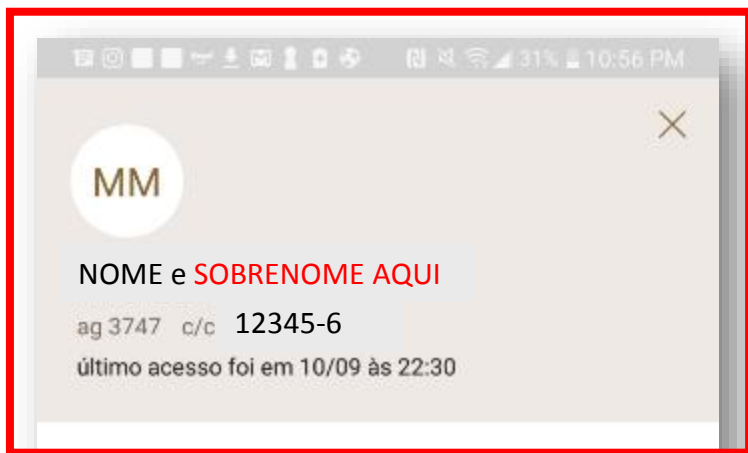 31% 10:56 PM
MM
NOME e SOBRENOME AQUI
ag 3747 c/c 12345-6
último acesso foi em 10/09 às 22:30